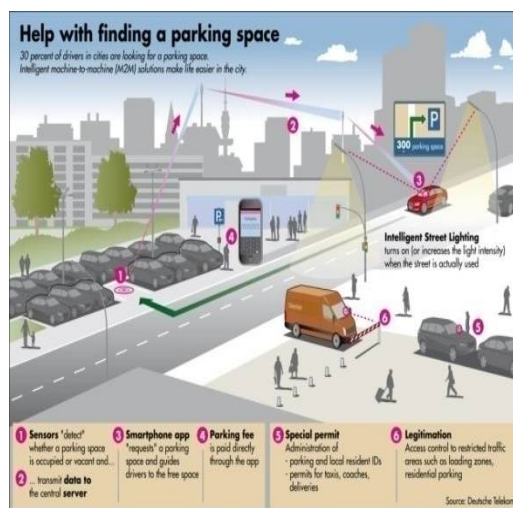 Help with finding a parking space
30 percent of drivers in cities are looking for a parking space.
Intelligent machine-to-machine (M2M) solutions make life easier in the city.
2
P
300 parking space
3
P
4
Intelligent Street Lighting
turns on (or increases the light intensity)
when the street is actually used
1
6
5
1 Sensors "detect"
whether a parking space
is occupied or vacant and...
2 ... transmit data to
the central server
3 Smartphone app
"requests" a parking
space and guides
drivers to the free space
4 Parking fee
is paid directly
through the app
5 Special permit
Administration of
- parking and local resident IDs
- permits for taxis, coaches,
deliveries
6 Legitimation
Access control to restricted traffic
areas such as loading zones,
residential parking
Source: Deutsche Telekom